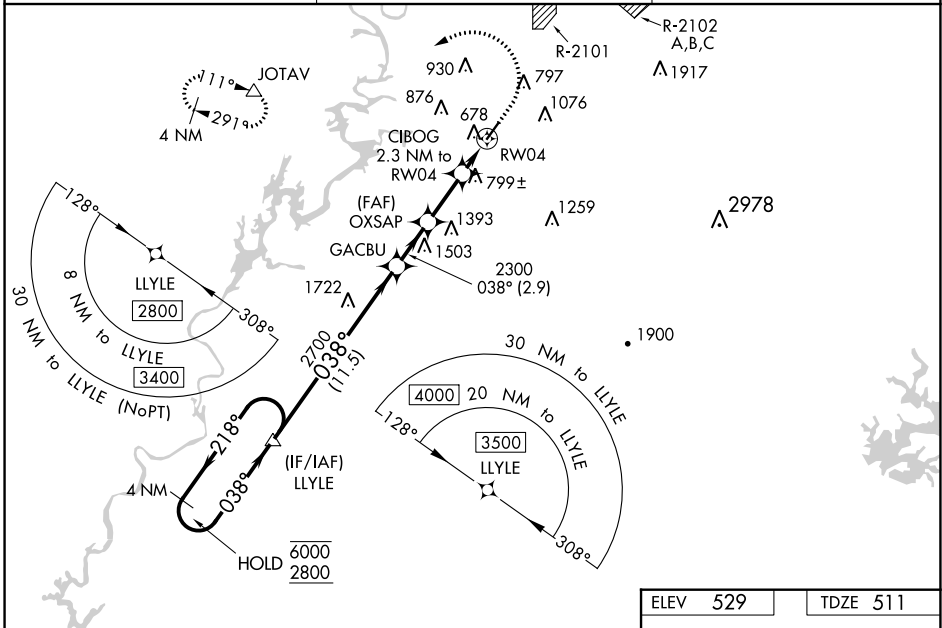 R-2101
R-2102
A,B,C
1917
930
797
111°
JOTAV
291°
4 NM
876
1076
678
CIBOG
2.3 NM to
RW04
RW04
799±
(FAF)
OXSAP
1393
1259
2978
GACBU
1503
2300
038° (2.9)
128°
LLYLE
2800
308°
8 NM to LLYLE
3400
30 NM to LLYLE (NoPT)
1722
2700
038°
(11.5)
1900
30 NM to LLYLE
4000
20 NM to LLYLE
128°
3500
LLYLE
308°
218°
038°
(IF/IAF)
LLYLE
4 NM
HOLD
6000
2800
ELEV 529
TDZE 511